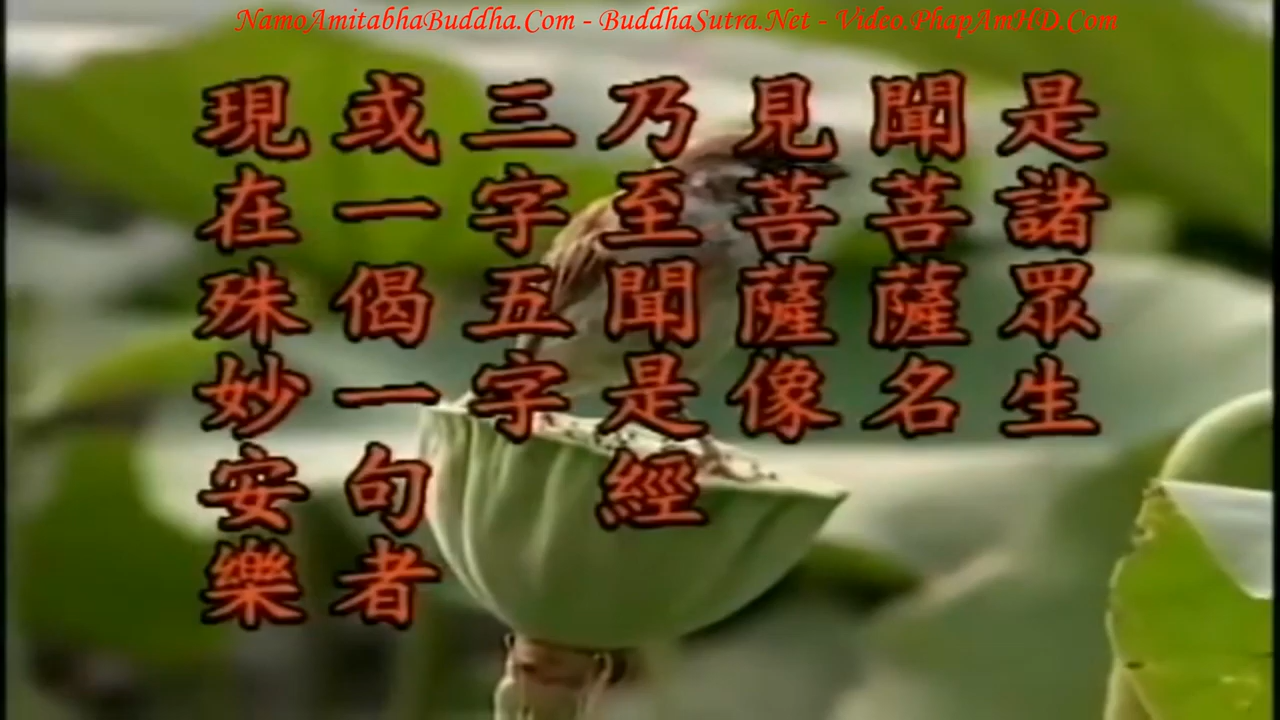 NamoAmitabhaBuddha.Com - BuddhaSutra.Net - Video.PhapAmHD.Com
是諸眾生
聞菩薩名
見菩薩像
乃至聞是經
三字五字
或一偈一句者
現在殊妙安樂